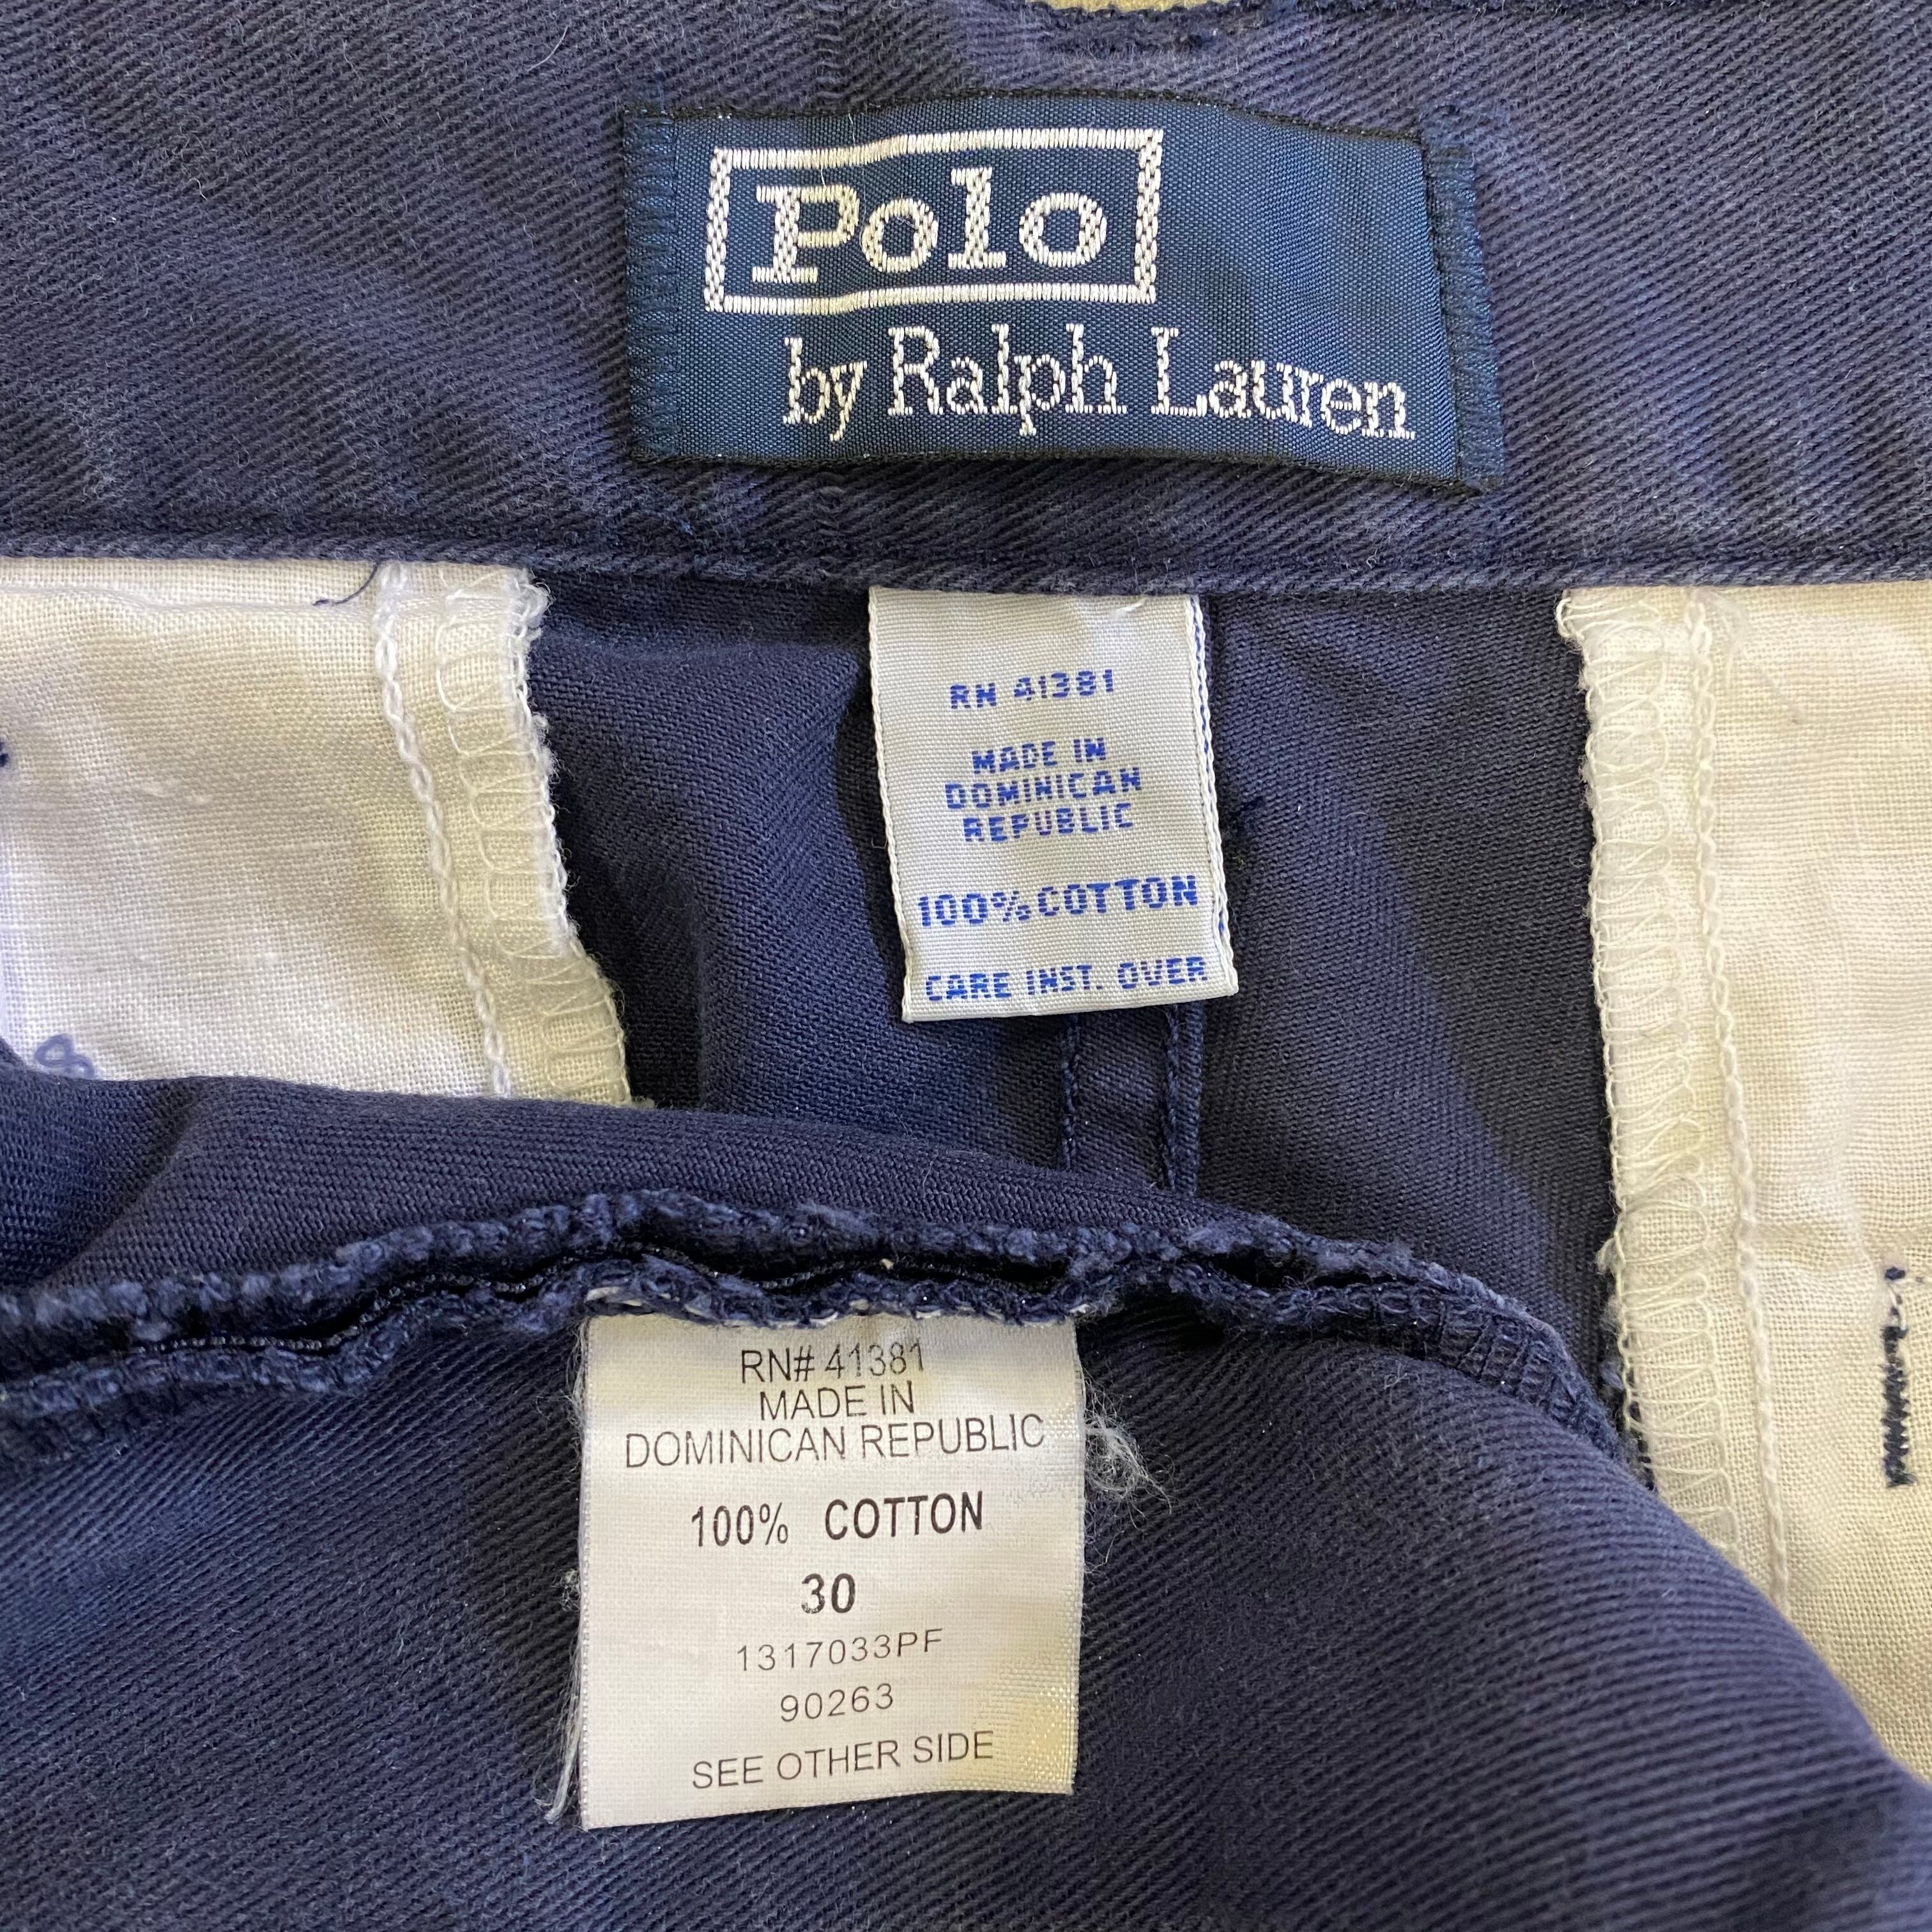 Polo
by Ralph Lauren
RN 41381
MADE IN
DOMINICAN
REPUBLIC
100% COTTON
CARE INST. OVER
8
RN# 41381
MADE IN
DOMINICAN REPUBLIC
100% COTTON
30
1317033PF
90263
SEE OTHER SIDE